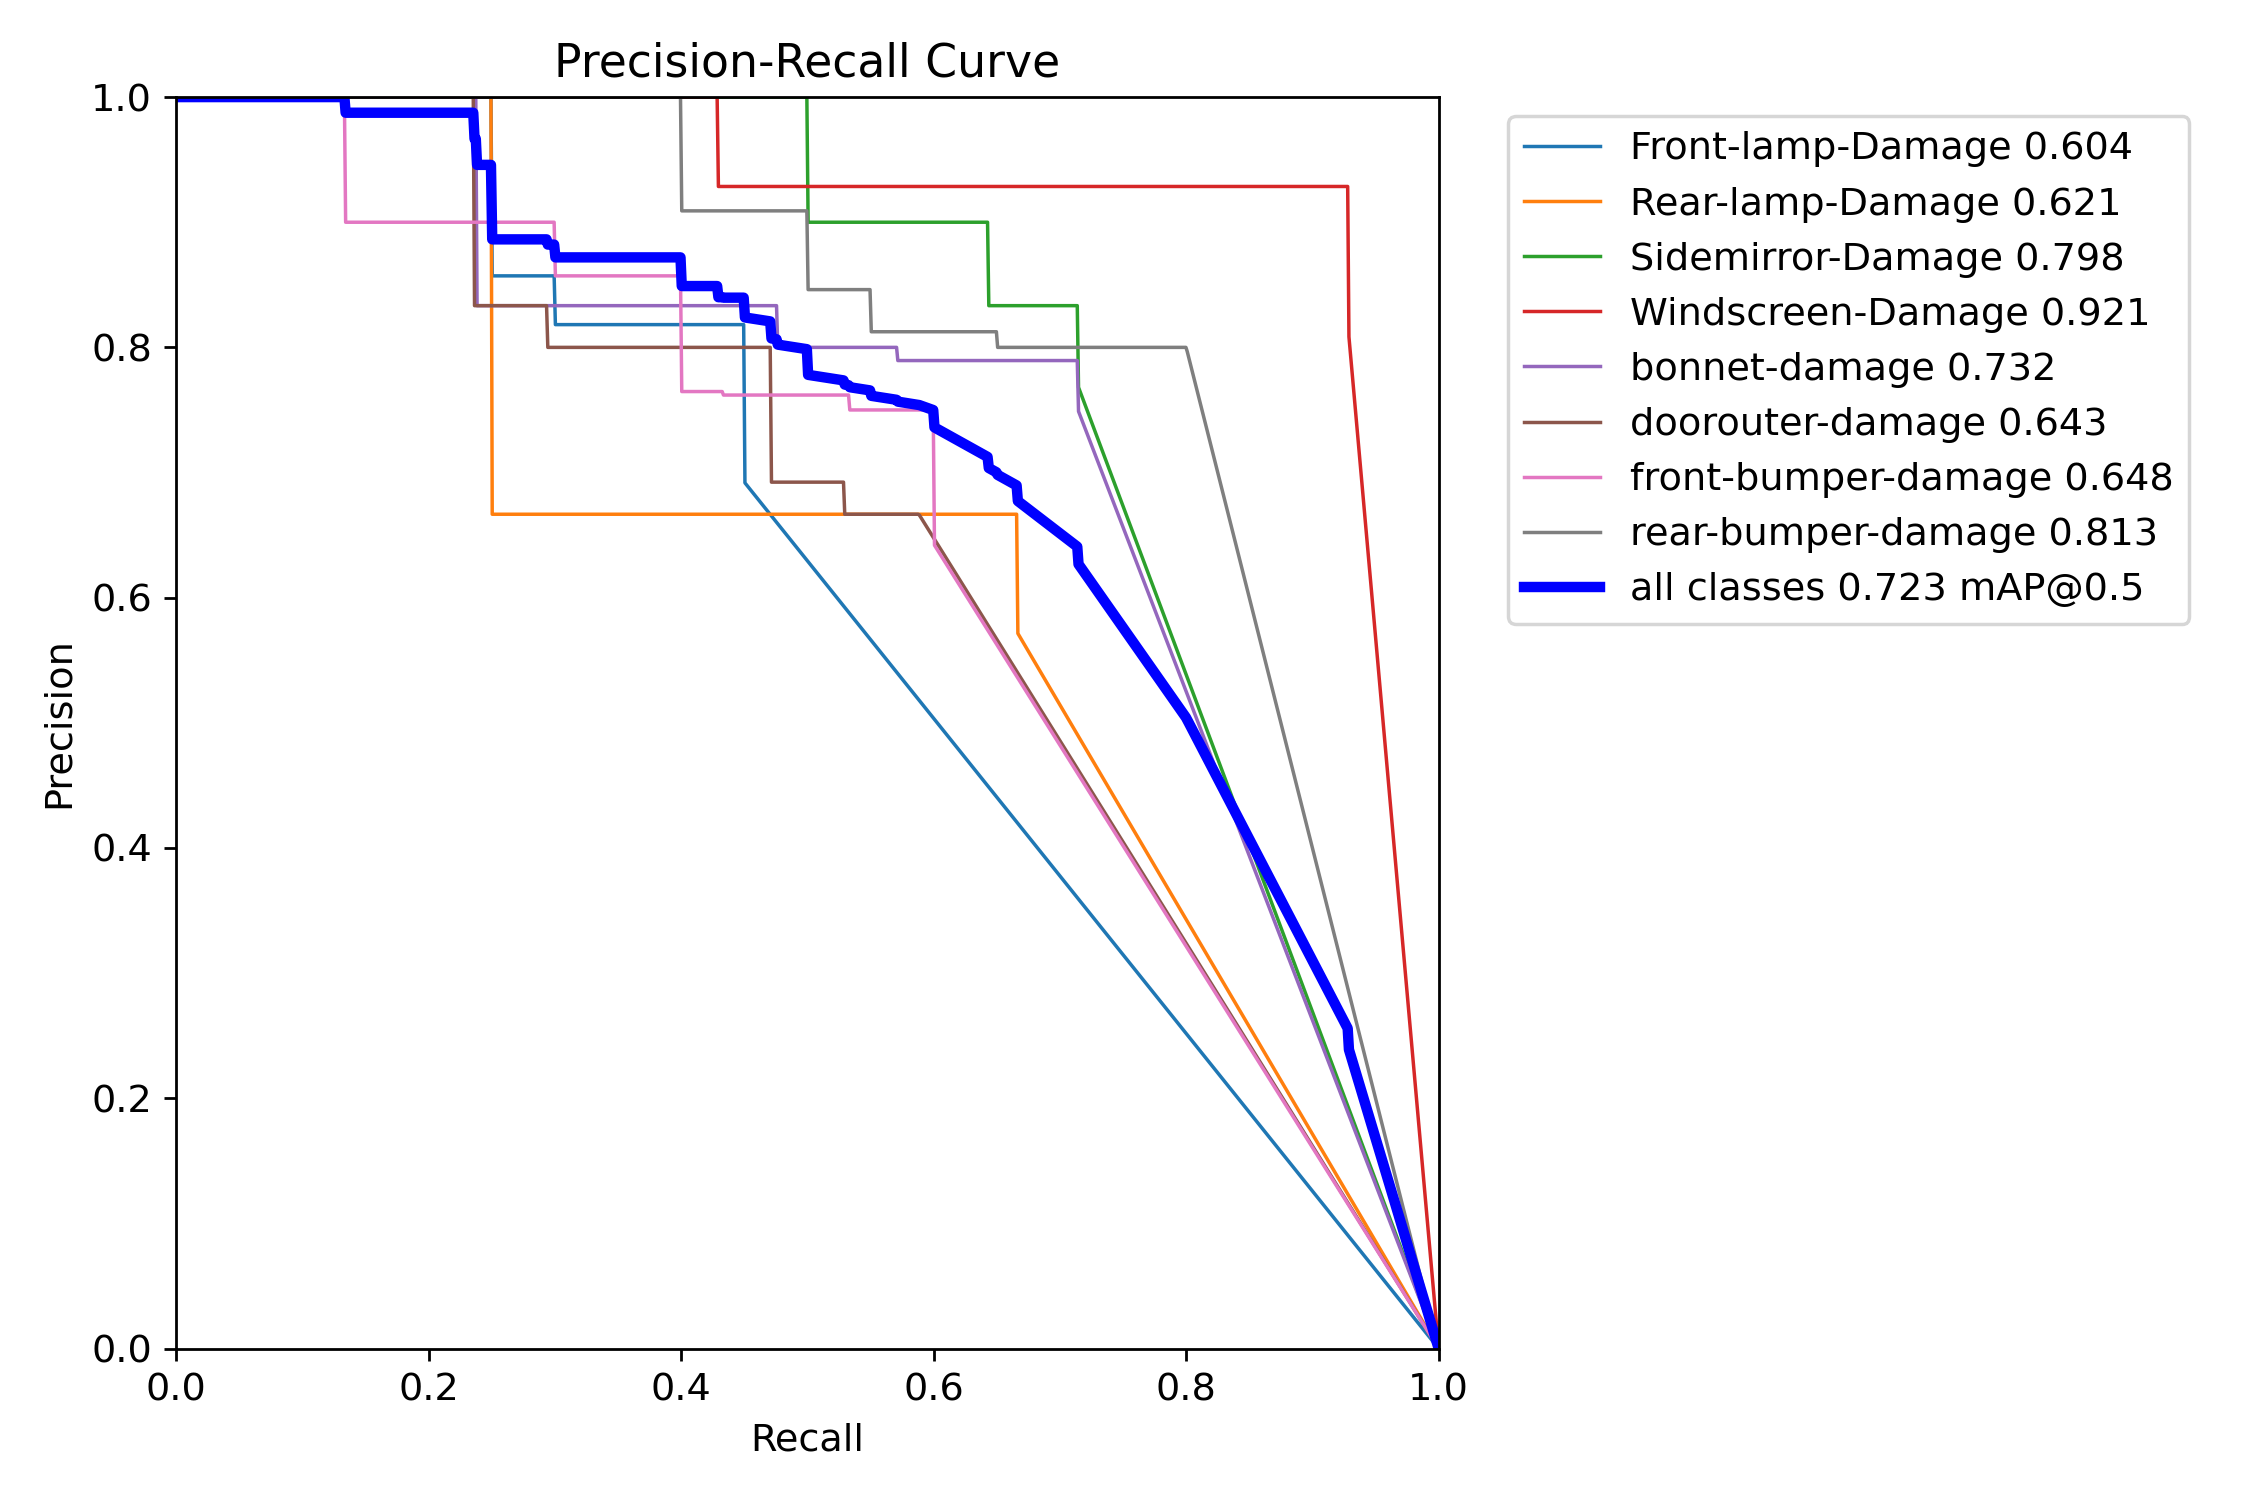 Precision-Recall Curve
1.0
0.8
0.6
0.4
0.2
0.0
Precision
0.0 0.2 0.4 0.6 0.8 1.0
Recall
Front-lamp-Damage 0.604
Rear-lamp-Damage 0.621
Sidemirror-Damage 0.798
Windscreen-Damage 0.921
bonnet-damage 0.732
doorouter-damage 0.643
front-bumper-damage 0.648
rear-bumper-damage 0.813
all classes 0.723 mAP@0.5